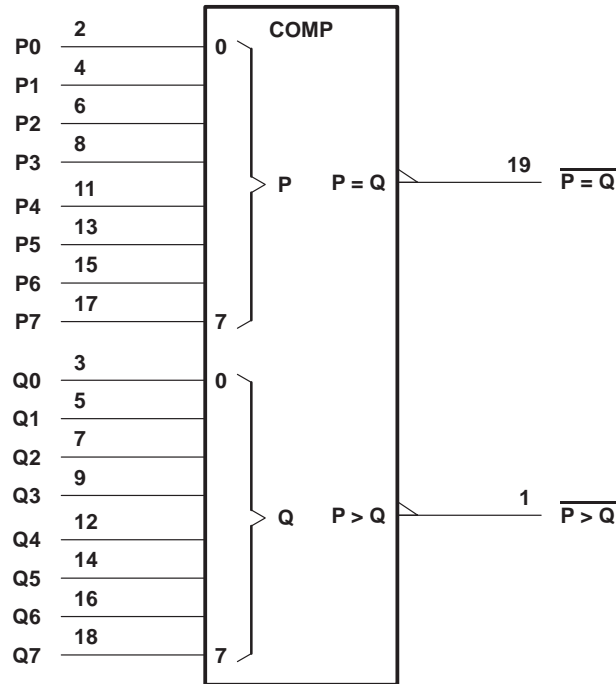 COMP
P0 2 0
P1 4
P2 6
P3 8
P4 11
P5 13
P6 15
P7 17 7
P P = Q 19 P = Q
Q0 3 0
Q1 5
Q2 7
Q3 9
Q4 12
Q5 14
Q6 16
Q7 18 7
Q P > Q 1 P > Q